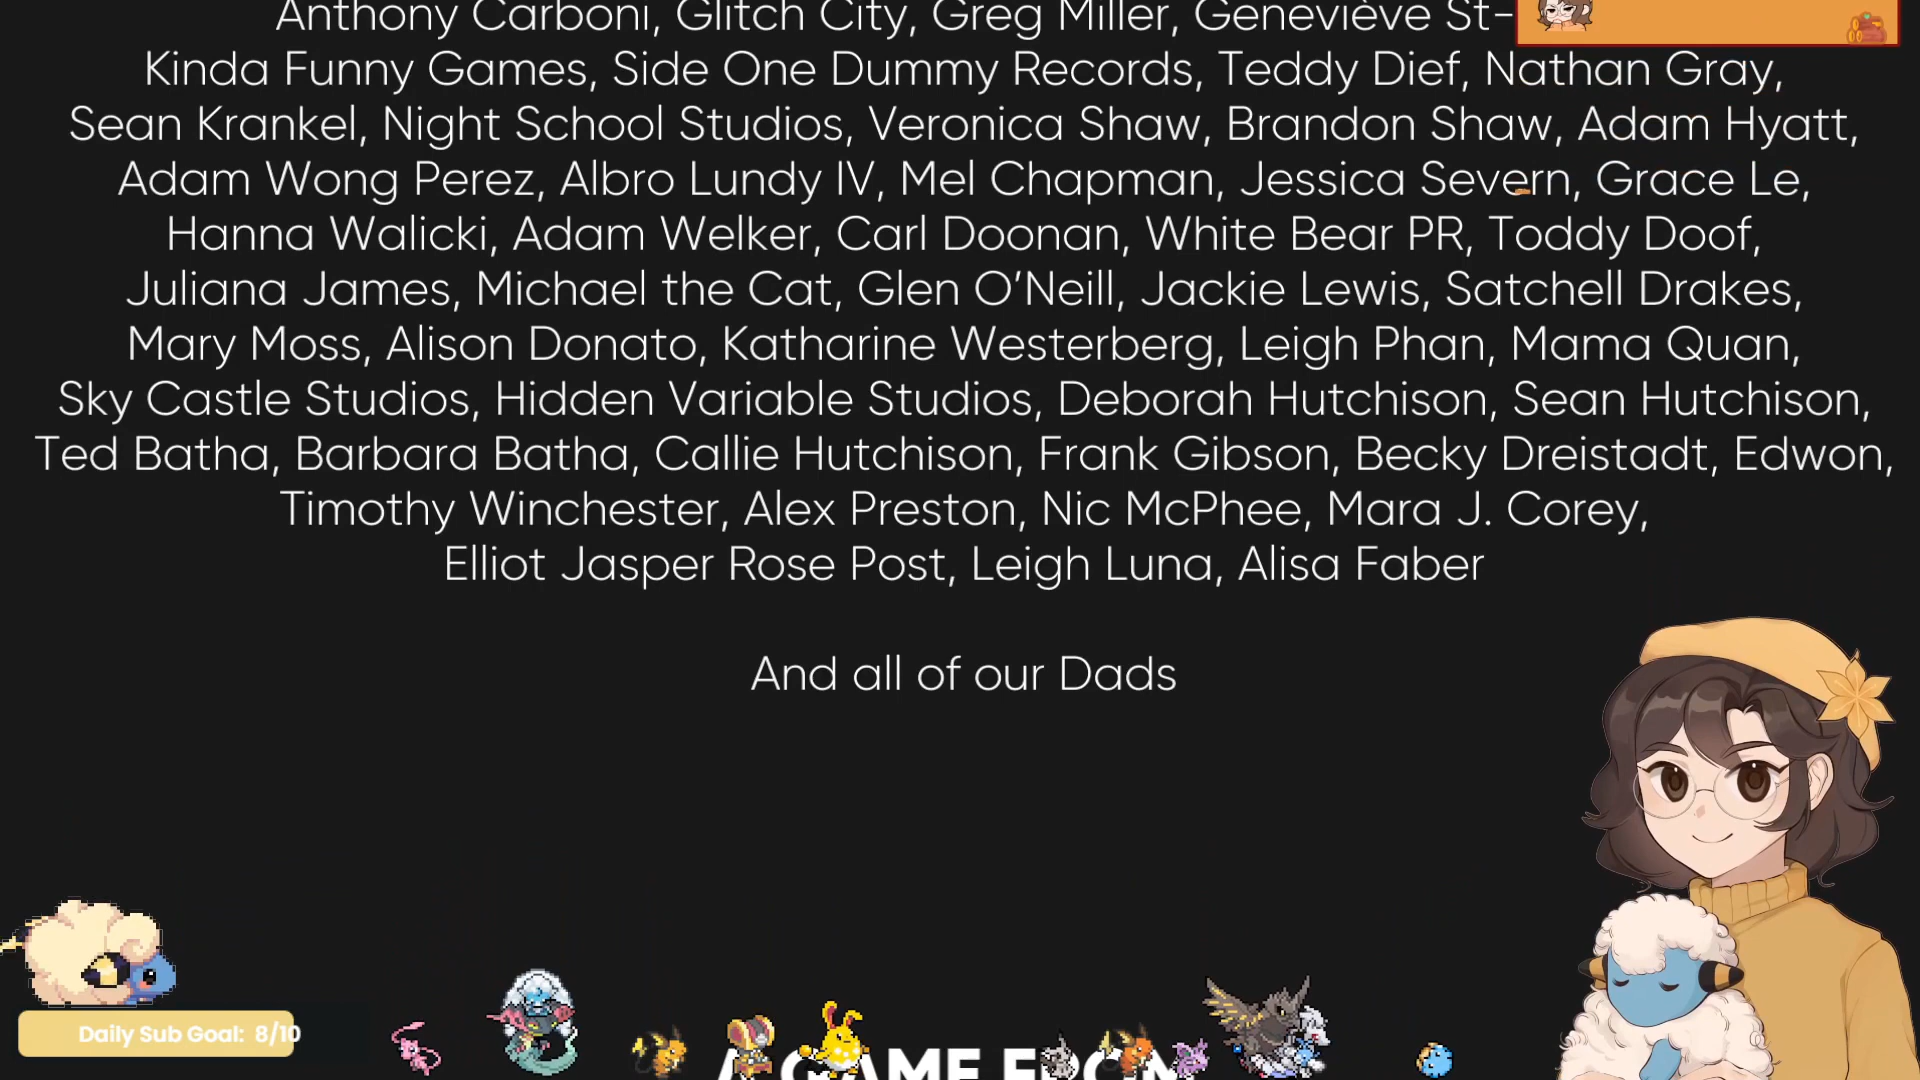 Anthony Carboni, Glitch City, Greg Miller, Geneviève St-
Kinda Funny Games, Side One Dummy Records, Teddy Dief, Nathan Gray,
Sean Krankel, Night School Studios, Veronica Shaw, Brandon Shaw, Adam Hyatt,
Adam Wong Perez, Albro Lundy IV, Mel Chapman, Jessica Severn, Grace Le,
Hanna Walicki, Adam Welker, Carl Doonan, White Bear PR, Toddy Doof,
Juliana James, Michael the Cat, Glen O’Neill, Jackie Lewis, Satchell Drakes,
Mary Moss, Alison Donato, Katharine Westerberg, Leigh Phan, Mama Quan,
Sky Castle Studios, Hidden Variable Studios, Deborah Hutchison, Sean Hutchison,
Ted Batha, Barbara Batha, Callie Hutchison, Frank Gibson, Becky Dreistadt, Edwon,
Timothy Winchester, Alex Preston, Nic McPhee, Mara J. Corey,
Elliot Jasper Rose Post, Leigh Luna, Alisa Faber
And all of our Dads
Daily Sub Goal: 8/10
A GAME FROM